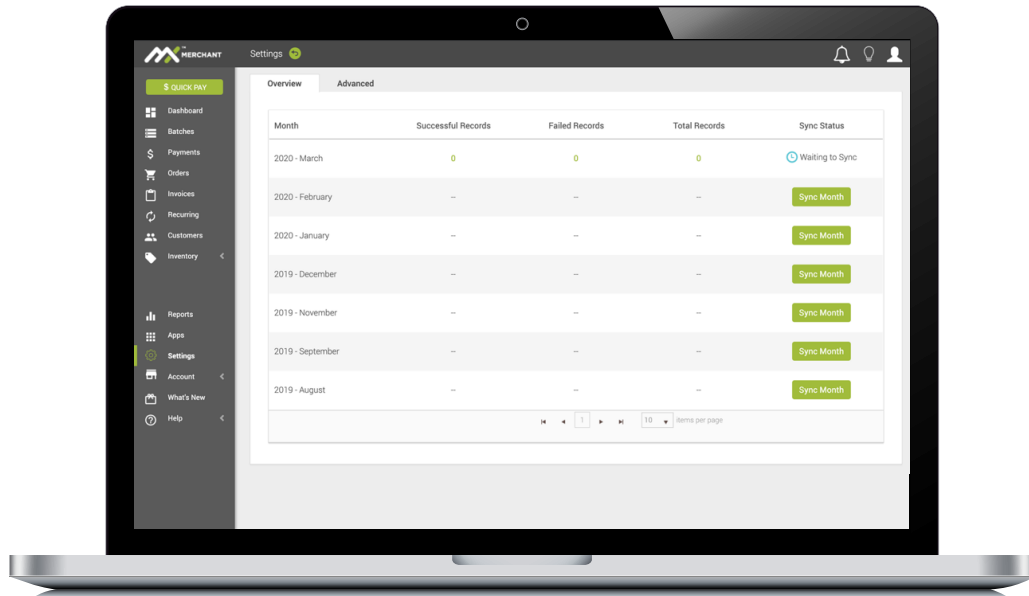 MX™ MERCHANT
Settings
$ QUICK PAY
Dashboard
Batches
Payments
Orders
Invoices
Recurring
Customers
Inventory
Reports
Apps
Settings
Account
What's New
Help
Overview Advanced
Month Successful Records Failed Records Total Records Sync Status
2020 - March 0 0 0 Waiting to Sync
2020 - February – – – Sync Month
2020 - January – – – Sync Month
2019 - December – – – Sync Month
2019 - November – – – Sync Month
2019 - September – – – Sync Month
2019 - August – – – Sync Month
1 10 items per page